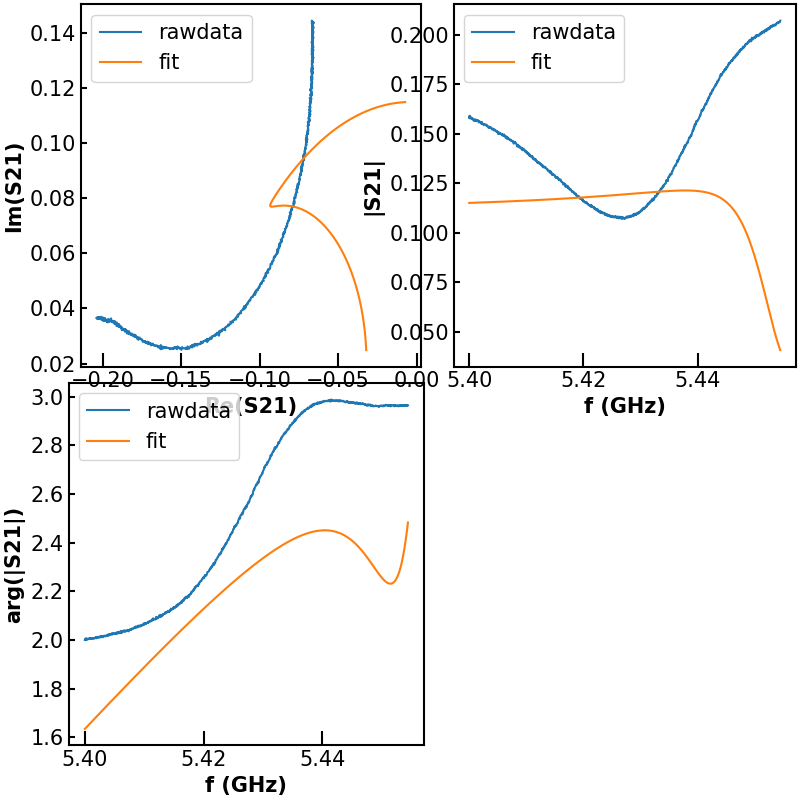 rawdata
fit
0.14
0.12
0.10
0.08
0.06
0.04
0.02
Im(S21)
−0.20 −0.15 −0.10 −0.05 0.00
Re(S21)
rawdata
fit
0.200
0.175
0.150
0.125
0.100
0.075
0.050
|S21|
5.40 5.42 5.44
f (GHz)
rawdata
fit
3.0
2.8
2.6
2.4
2.2
2.0
1.8
1.6
arg(|S21|)
5.40 5.42 5.44
f (GHz)